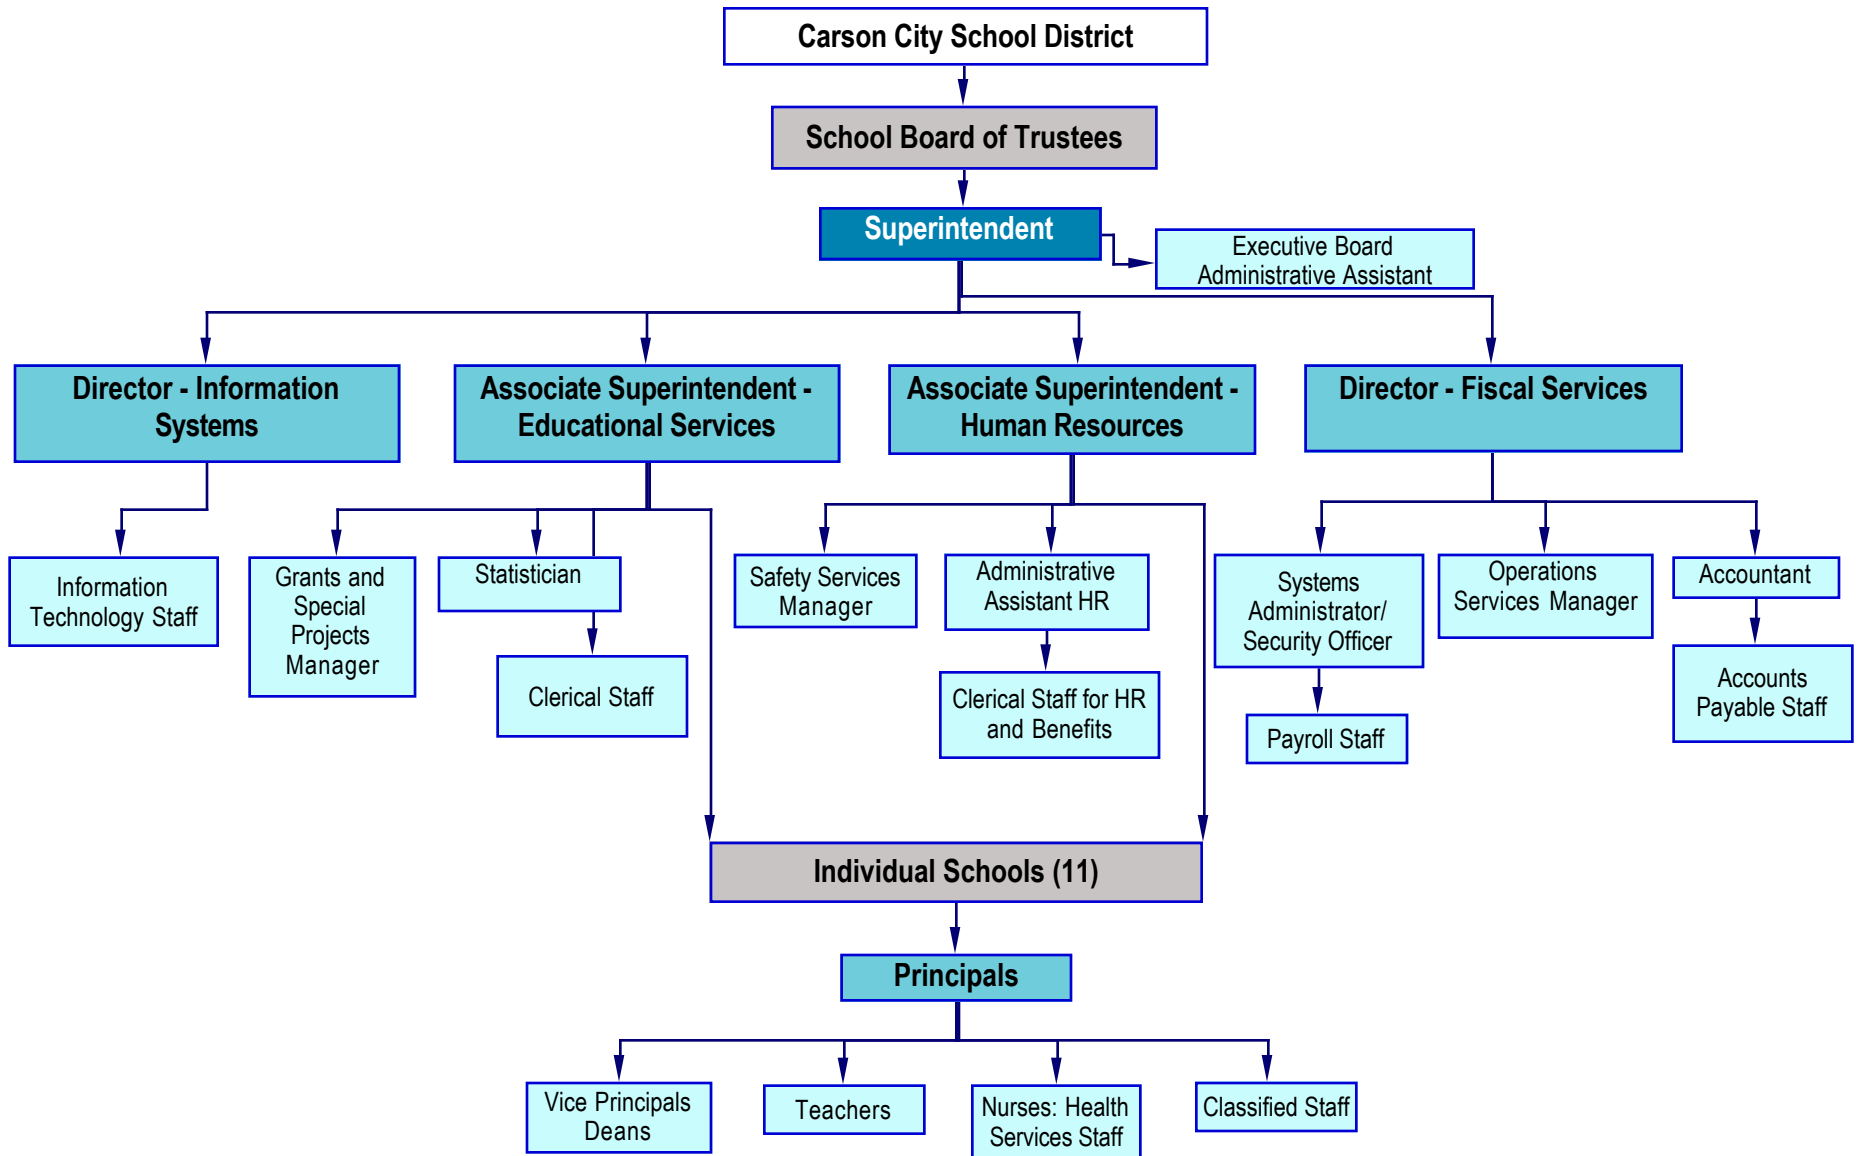 Carson City School District
School Board of Trustees
Superintendent
Executive Board
Administrative Assistant
Director - Information
Systems
Associate Superintendent -
Educational Services
Associate Superintendent -
Human Resources
Director - Fiscal Services
Information
Technology Staff
Grants and
Special
Projects
Manager
Statistician
Clerical Staff
Safety Services
Manager
Administrative
Assistant HR
Clerical Staff for HR
and Benefits
Systems
Administrator/
Security Officer
Payroll Staff
Operations
Services Manager
Accountant
Accounts
Payable Staff
Individual Schools (11)
Principals
Vice Principals
Deans
Teachers
Nurses: Health
Services Staff
Classified Staff